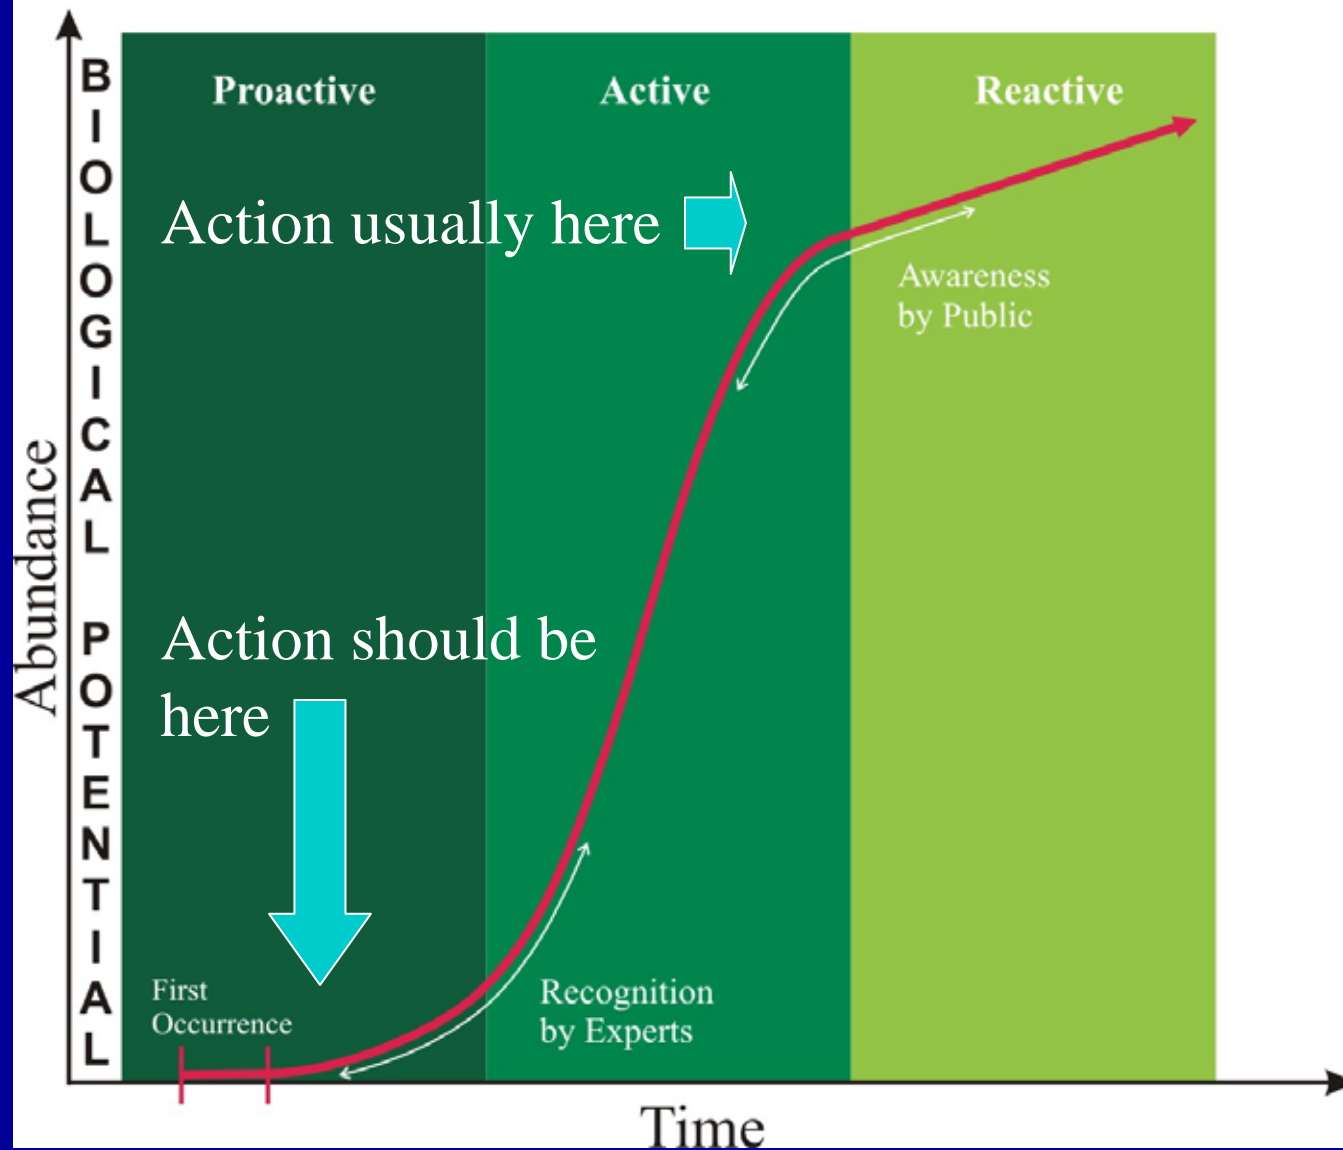 Proactive
Active
Reactive
Action usually here
Awareness
by Public
Action should be
here
First
Occurrence
Recognition
by Experts
BIOLOGICAL POTENTIAL
Abundance
Time